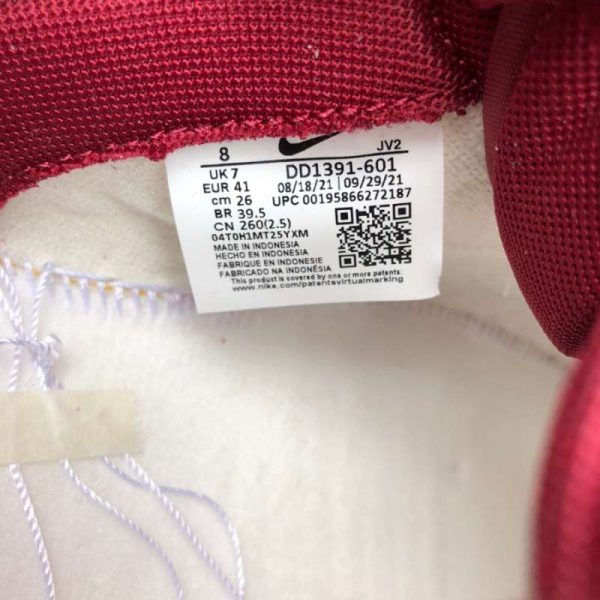 8 JV2
UK 7 DD1391-601
EUR 41 08/18/21 | 09/29/21
cm 26 UPC 00195866272187
BR 39.5
CN 260(2.5)
04T0H1MT25YXM
MADE IN INDONESIA
HECHO EN INDONESIA
FABRIQUE EN INDONESIE
FABRICADO NA INDONÉSIA
This product is covered by one or more patents:
www.nike.com/patentsvirtualmarking